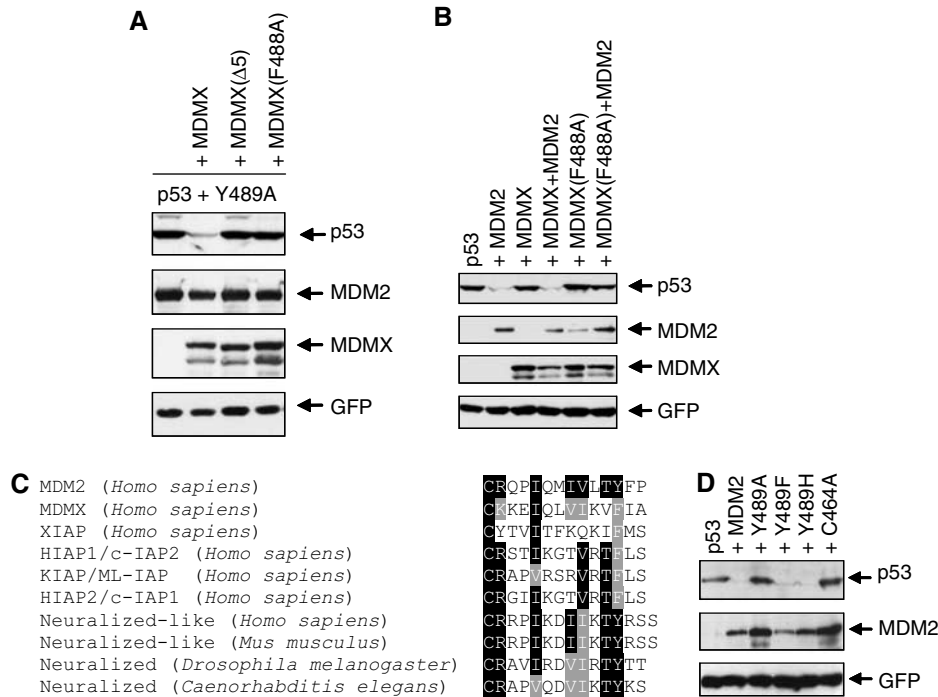 A
+ MDMX
+ MDMX(Δ5)
+ MDMX(F488A)
p53 + Y489A
p53
MDM2
MDMX
GFP
B
p53
+ MDM2
+ MDMX
+ MDMX+MDM2
+ MDMX(F488A)
+ MDMX(F488A)+MDM2
p53
MDM2
MDMX
GFP
C
MDM2 (Homo sapiens) CRQPIQMIVLTYFP
MDMX (Homo sapiens) CKKEIQLVIKVFIA
XIAP (Homo sapiens) CYTVITFKQKIFMS
HIAP1/c-IAP2 (Homo sapiens) CRSTIKGTVRTFLS
KIAP/ML-IAP (Homo sapiens) CRAPVRSRVRTFLS
HIAP2/c-IAP1 (Homo sapiens) CRGIIKGTVRTFLS
Neuralized-like (Homo sapiens) CRRPIKDIIKTYRSS
Neuralized-like (Mus musculus) CRRPIKDIIKTYRSS
Neuralized (Drosophila melanogaster) CRAVIRDVIRTYTT
Neuralized (Caenorhabditis elegans) CRAPVQDVIKTYKS
D
p53
+ MDM2
+ Y489A
+ Y489F
+ Y489H
+ C464A
p53
MDM2
GFP